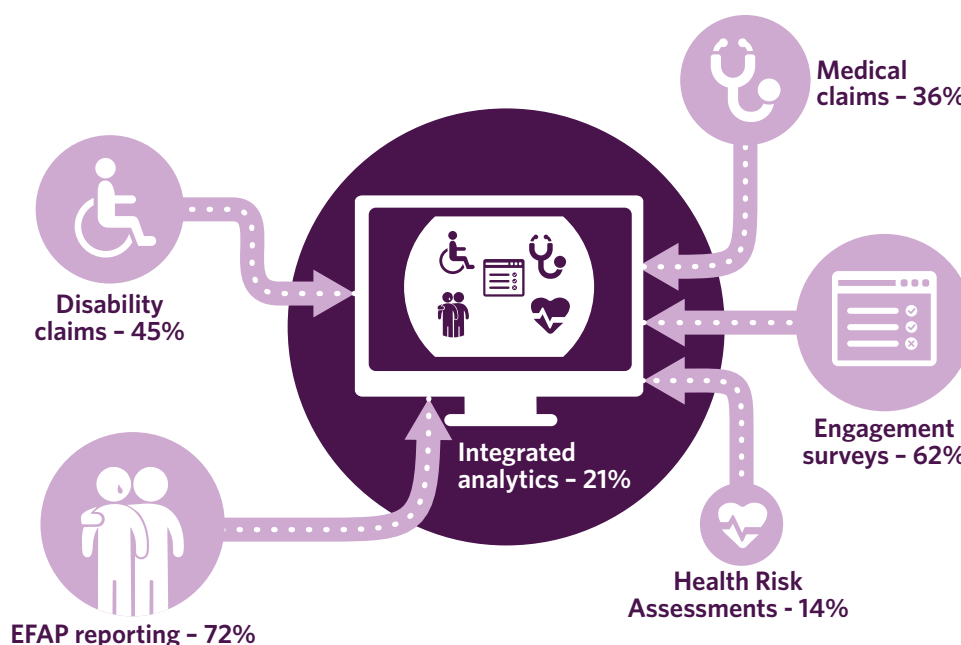 Medical
claims – 36%
Disability
claims – 45%
Integrated
analytics – 21%
Engagement
surveys – 62%
Health Risk
Assessments - 14%
EFAP reporting – 72%